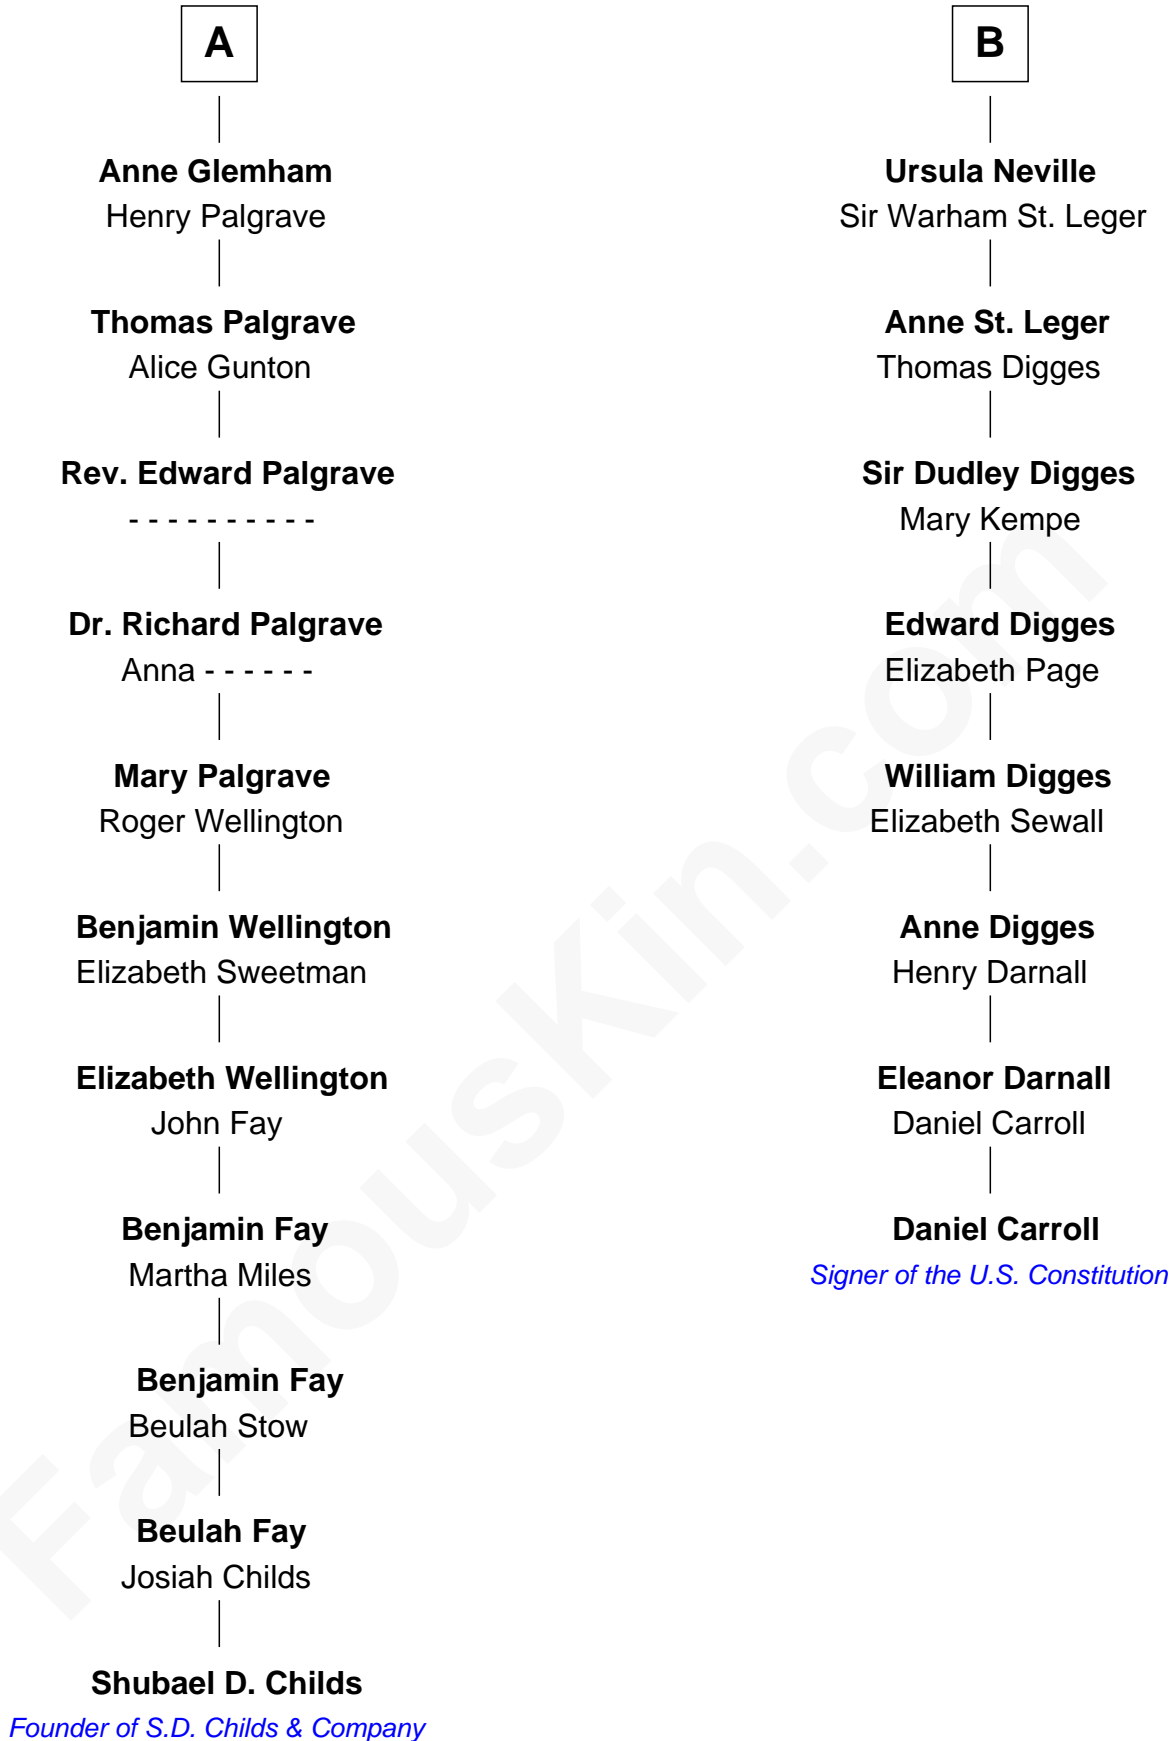 A
Anne Glemham
Henry Palgrave
Thomas Palgrave
Alice Gunton
Rev. Edward Palgrave
- - - - - - - - - -
Dr. Richard Palgrave
Anna - - - - - -
Mary Palgrave
Roger Wellington
Benjamin Wellington
Elizabeth Sweetman
Elizabeth Wellington
John Fay
Benjamin Fay
Martha Miles
Benjamin Fay
Beulah Stow
Beulah Fay
Josiah Childs
Shubael D. Childs
Founder of S.D. Childs & Company
B
Ursula Neville
Sir Warham St. Leger
Anne St. Leger
Thomas Digges
Sir Dudley Digges
Mary Kempe
Edward Digges
Elizabeth Page
William Digges
Elizabeth Sewall
Anne Digges
Henry Darnall
Eleanor Darnall
Daniel Carroll
Daniel Carroll
Signer of the U.S. Constitution
FamousKin.com